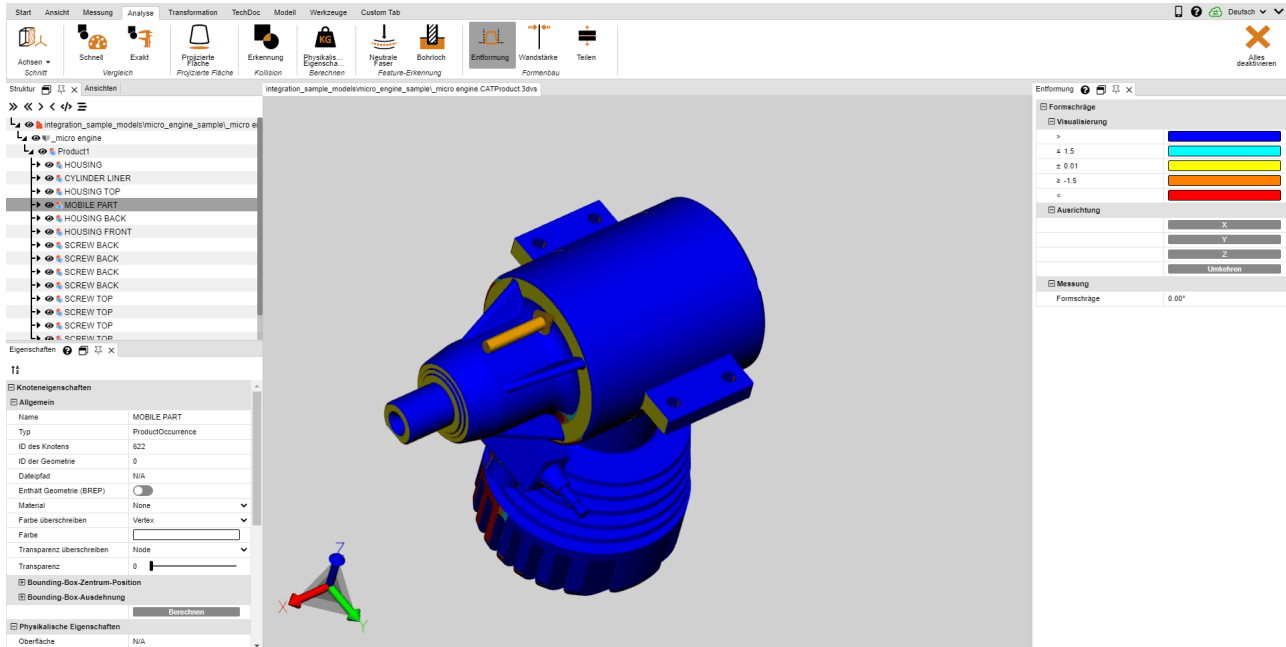 Start Ansicht Messung Analyse Transformation TechDoc Modell Werkzeuge Custom Tab Deutsch
Achsen Schnell Exakt Projizierte Fläche Erkennung Physikalis... Eigenscha... Neutrale Faser Bohrloch Entformung Wandstärke Teilen Alles deaktivieren
Schnitt Vergleich Projizierte Fläche Kollision Berechnen Feature-Erkennung Formenbau
Struktur Ansichten
integration_sample_models\micro_engine_sample\_micro en
_micro engine
Product1
HOUSING
CYLINDER LINER
HOUSING TOP
MOBILE PART
HOUSING BACK
HOUSING FRONT
SCREW BACK
SCREW BACK
SCREW BACK
SCREW BACK
SCREW TOP
SCREW TOP
SCREW TOP
SCREW TOP
Eigenschaften
Knoteneigenschaften
Allgemein
Name MOBILE PART
Typ ProductOccurrence
ID des Knotens 622
ID der Geometrie 0
Dateipfad N/A
Enthält Geometrie (BREP)
Material None
Farbe überschreiben Vertex
Farbe
Transparenz überschreiben Node
Transparenz 0
Bounding-Box-Zentrum-Position
Bounding-Box-Ausdehnung
Berechnen
Physikalische Eigenschaften
Oberfläche N/A
integration_sample_models\micro_engine_sample\_micro engine.CATProduct.3dvs
KG
Z
X
Y
Entformung
Formschräge
Visualisierung
>
≤ 1.5
± 0.01
≥ -1.5
<
Ausrichtung
X
Y
Z
Umkehren
Messung
Formschräge 0.00°